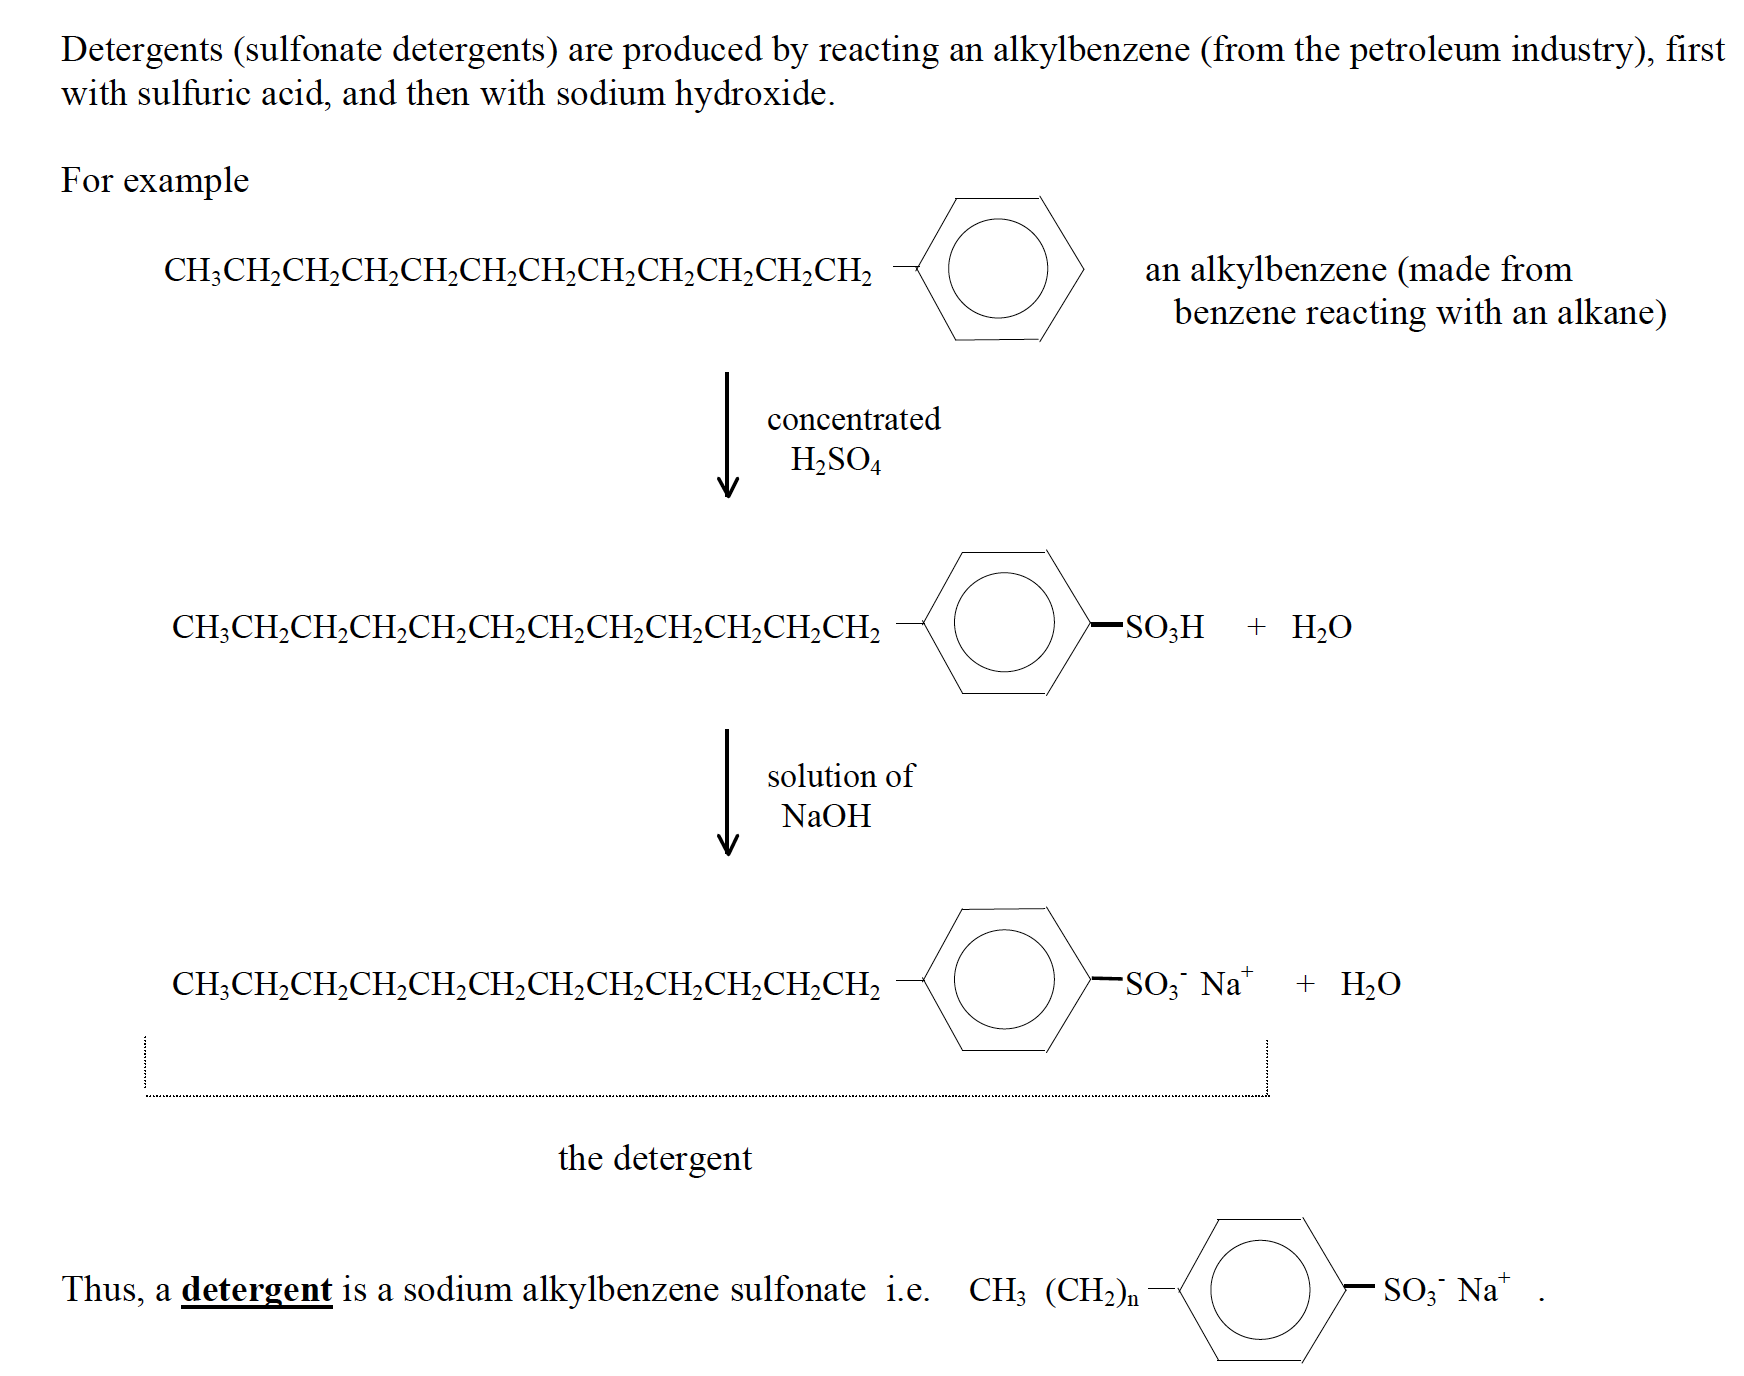 Detergents (sulfonate detergents) are produced by reacting an alkylbenzene (from the petroleum industry), first
with sulfuric acid, and then with sodium hydroxide.
For example
CH₃CH₂CH₂CH₂CH₂CH₂CH₂CH₂CH₂CH₂CH₂CH₂
an alkylbenzene (made from
benzene reacting with an alkane)
concentrated
H₂SO₄
CH₃CH₂CH₂CH₂CH₂CH₂CH₂CH₂CH₂CH₂CH₂CH₂ SO₃H + H₂O
solution of
NaOH
CH₃CH₂CH₂CH₂CH₂CH₂CH₂CH₂CH₂CH₂CH₂CH₂ SO₃⁻ Na⁺ + H₂O
the detergent
Thus, a detergent is a sodium alkylbenzene sulfonate i.e. CH₃ (CH₂)ₙ SO₃⁻ Na⁺ .